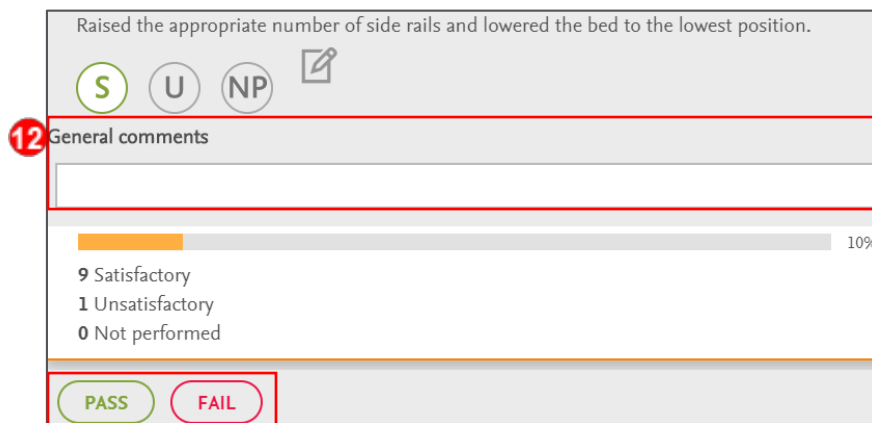 Raised the appropriate number of side rails and lowered the bed to the lowest position.
S U NP
12 General comments
10%
9 Satisfactory
1 Unsatisfactory
0 Not performed
PASS FAIL